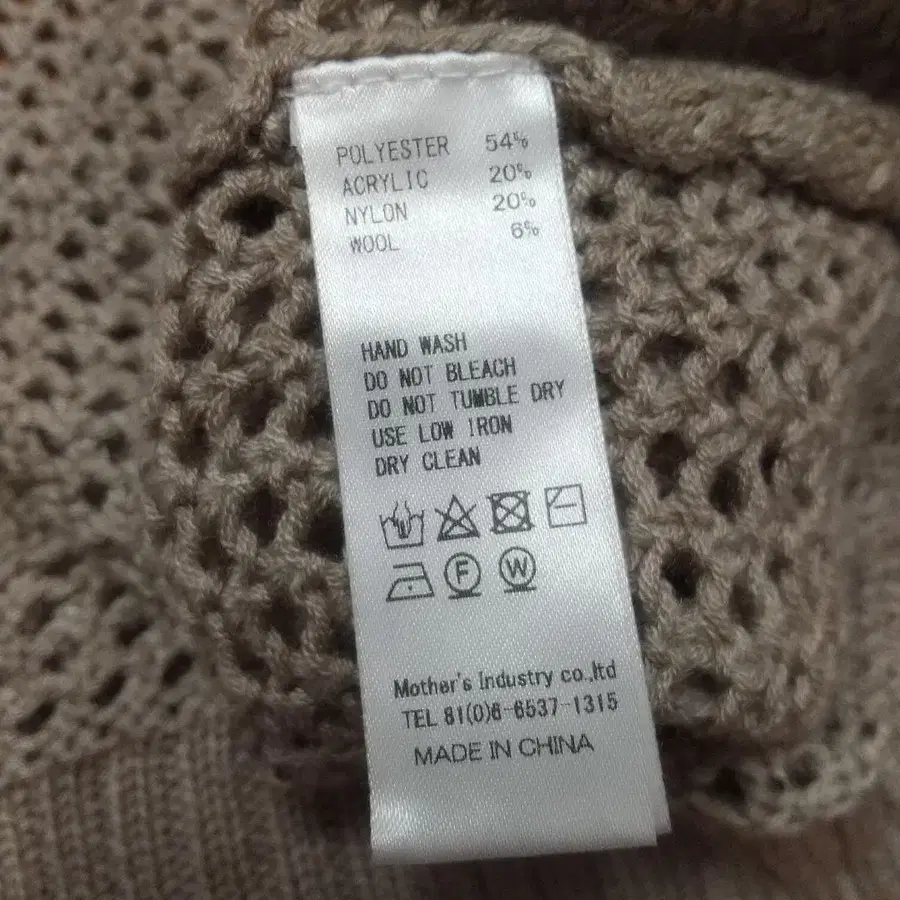 POLYESTER 54%
ACRYLIC 20%
NYLON 20%
WOOL 6%
HAND WASH
DO NOT BLEACH
DO NOT TUMBLE DRY
USE LOW IRON
DRY CLEAN
F W
Mother's Industry co.,ltd
TEL 81(0)6-6537-1315
MADE IN CHINA